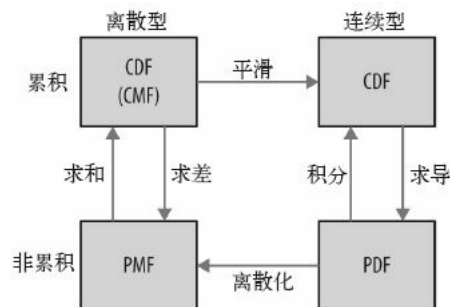 离散型
连续型
累积
CDF
(CMF)
平滑
CDF
求和
求差
积分
求导
非累积
PMF
离散化
PDF